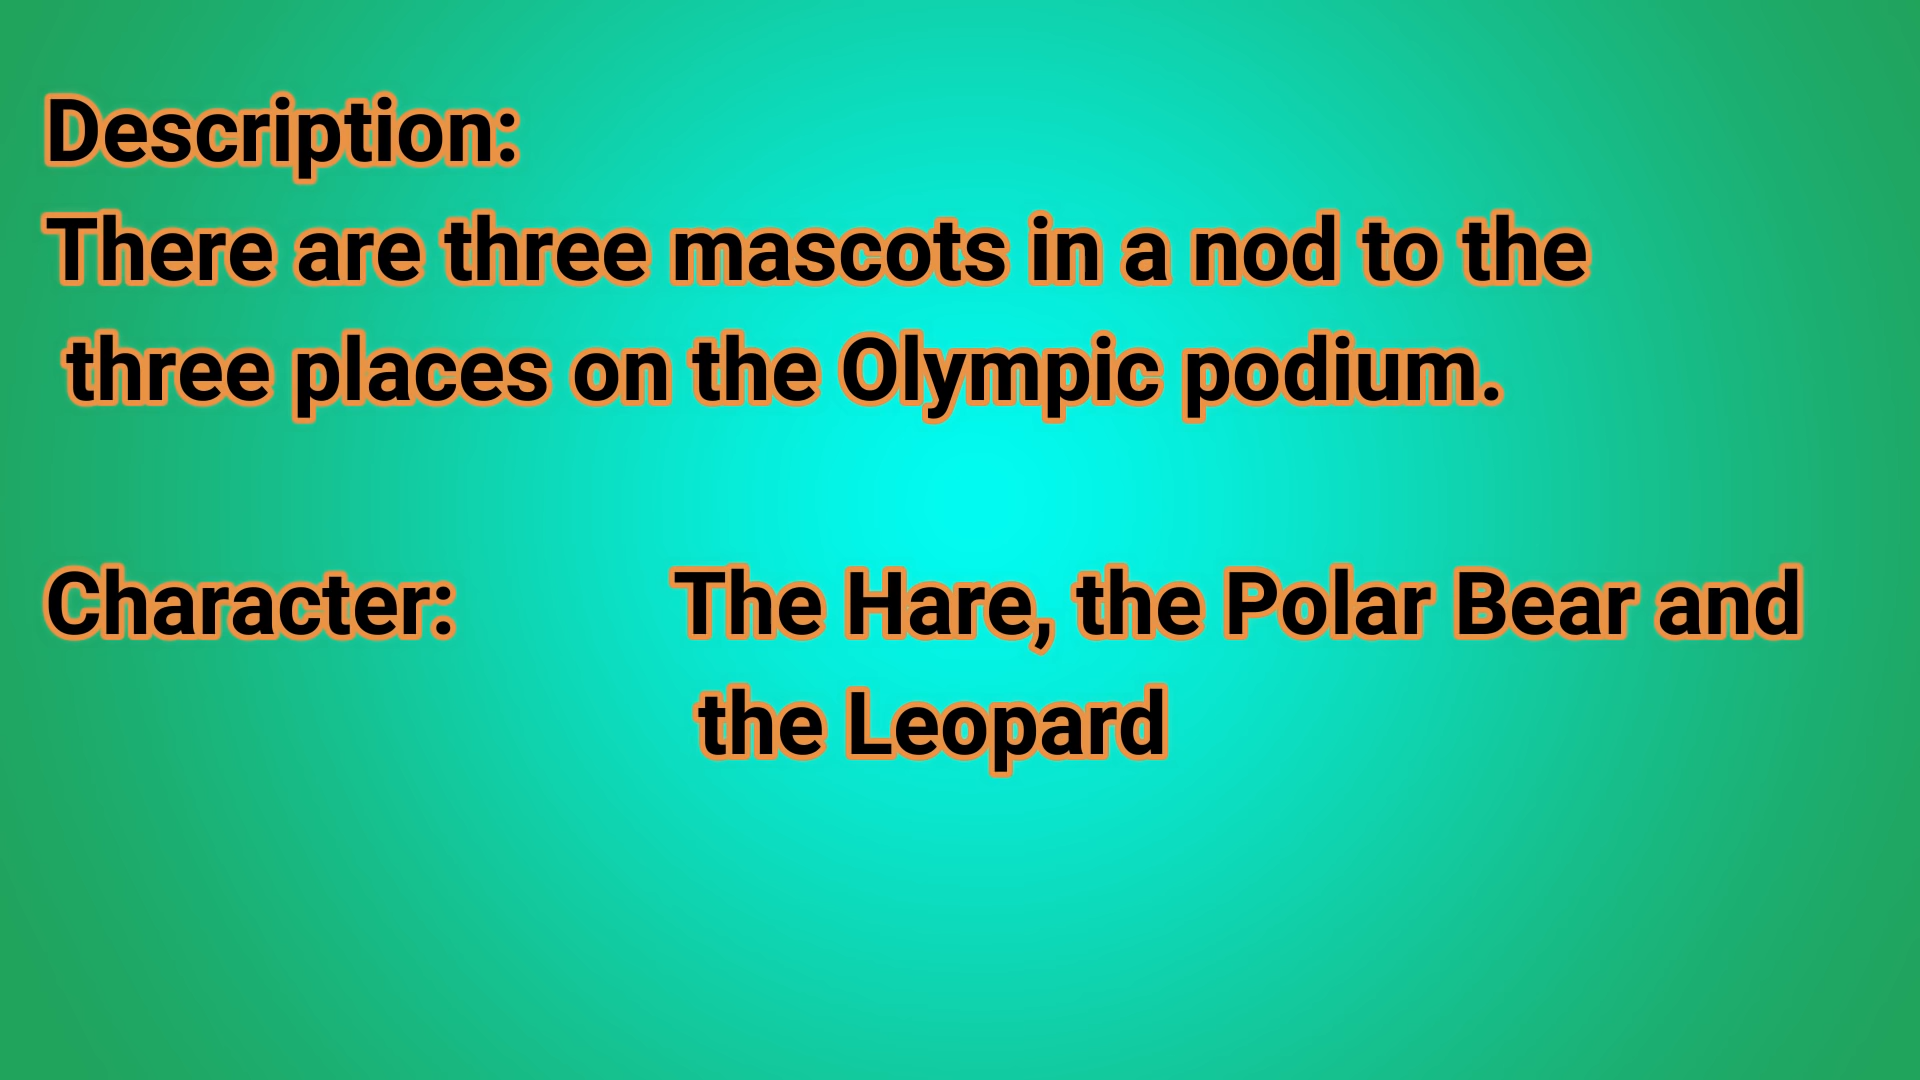 Description:
There are three mascots in a nod to the
three places on the Olympic podium.
Character: The Hare, the Polar Bear and
the Leopard